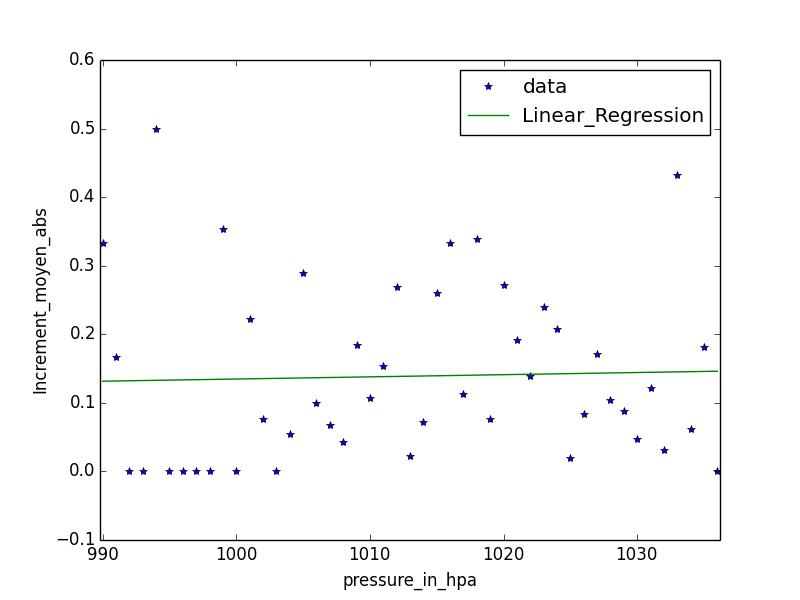 0.6
0.5
0.4
0.3
0.2
0.1
0.0
−0.1
Increment_moyen_abs
data
Linear_Regression
990 1000 1010 1020 1030
pressure_in_hpa